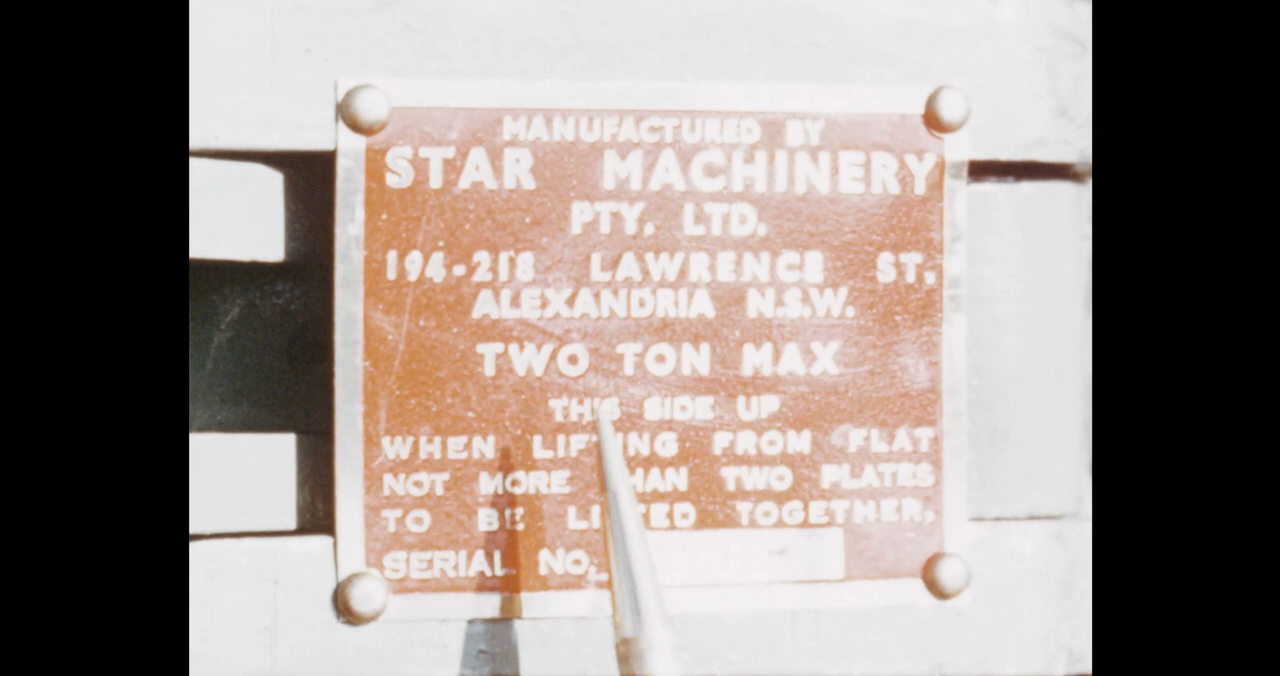 MANUFACTURED BY
STAR MACHINERY
PTY. LTD.
194-218 LAWRENCE ST.
ALEXANDRIA N.S.W.
TWO TON MAX
THIS SIDE UP
WHEN LIFTING FROM FLAT
NOT MORE THAN TWO PLATES
TO BE LIFTED TOGETHER.
SERIAL NO.